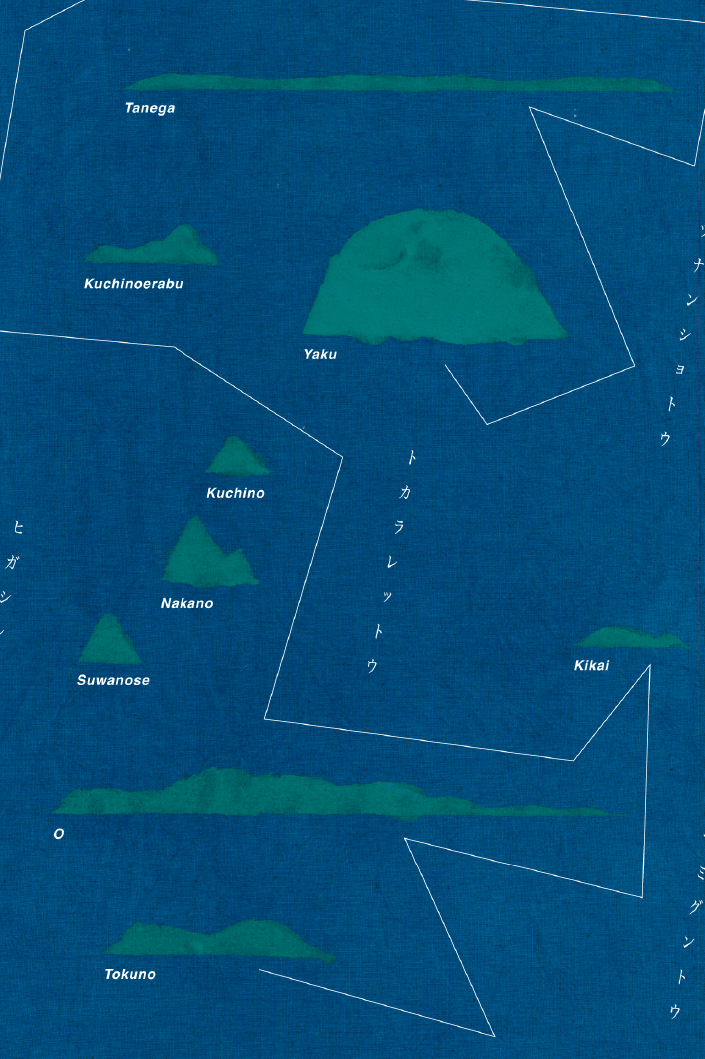 Tanega
ナンショトウ
Kuchinoerabu
Yaku
トカラレットウ
Kuchino
ヒガシ
Nakano
Kikai
Suwanose
O
ミグントウ
Tokuno